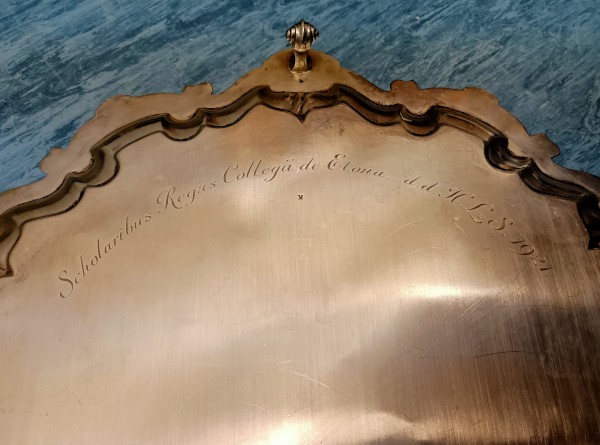 Scholaribus Regiis Collegii de Etona d.d. H.L.S. 1921